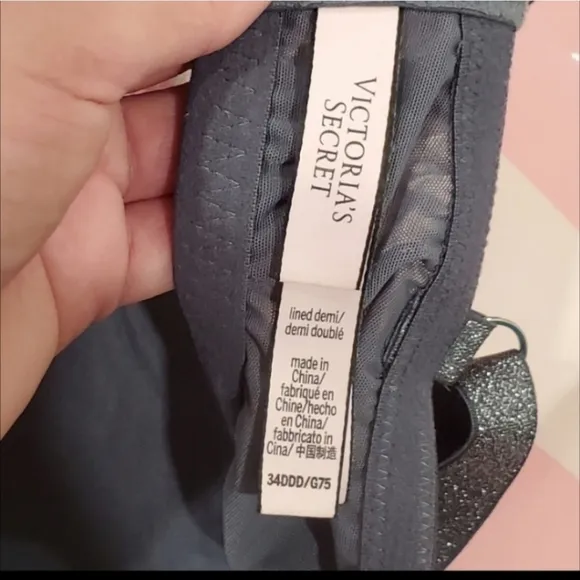 VICTORIA'S
SECRET
lined demi/
demi doublé
made in
China/
fabriqué en
Chine/hecho
en China/
fabbricato in
Cina/ 中国制造
34DDD/G75